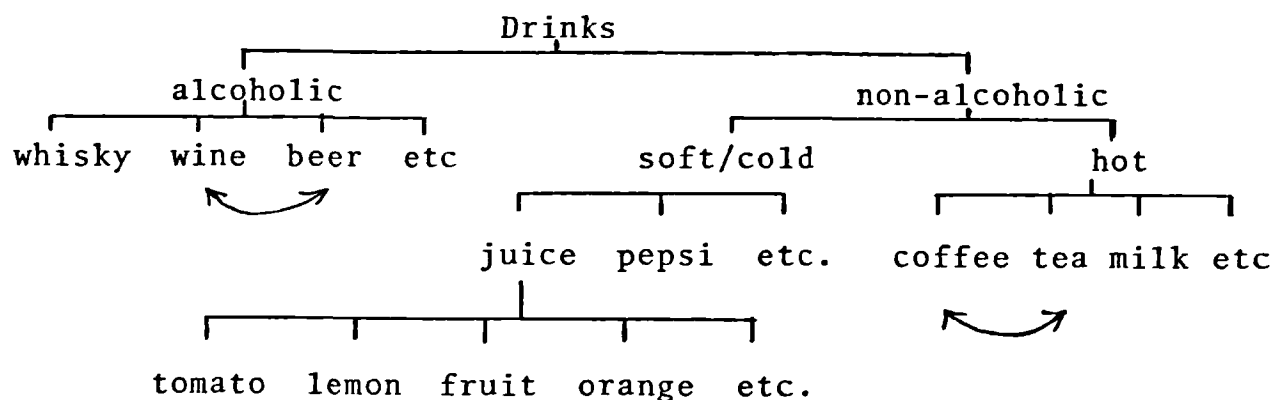 Drinks
alcoholic non-alcoholic
whisky wine beer etc soft/cold hot
juice pepsi etc. coffee tea milk etc
tomato lemon fruit orange etc.